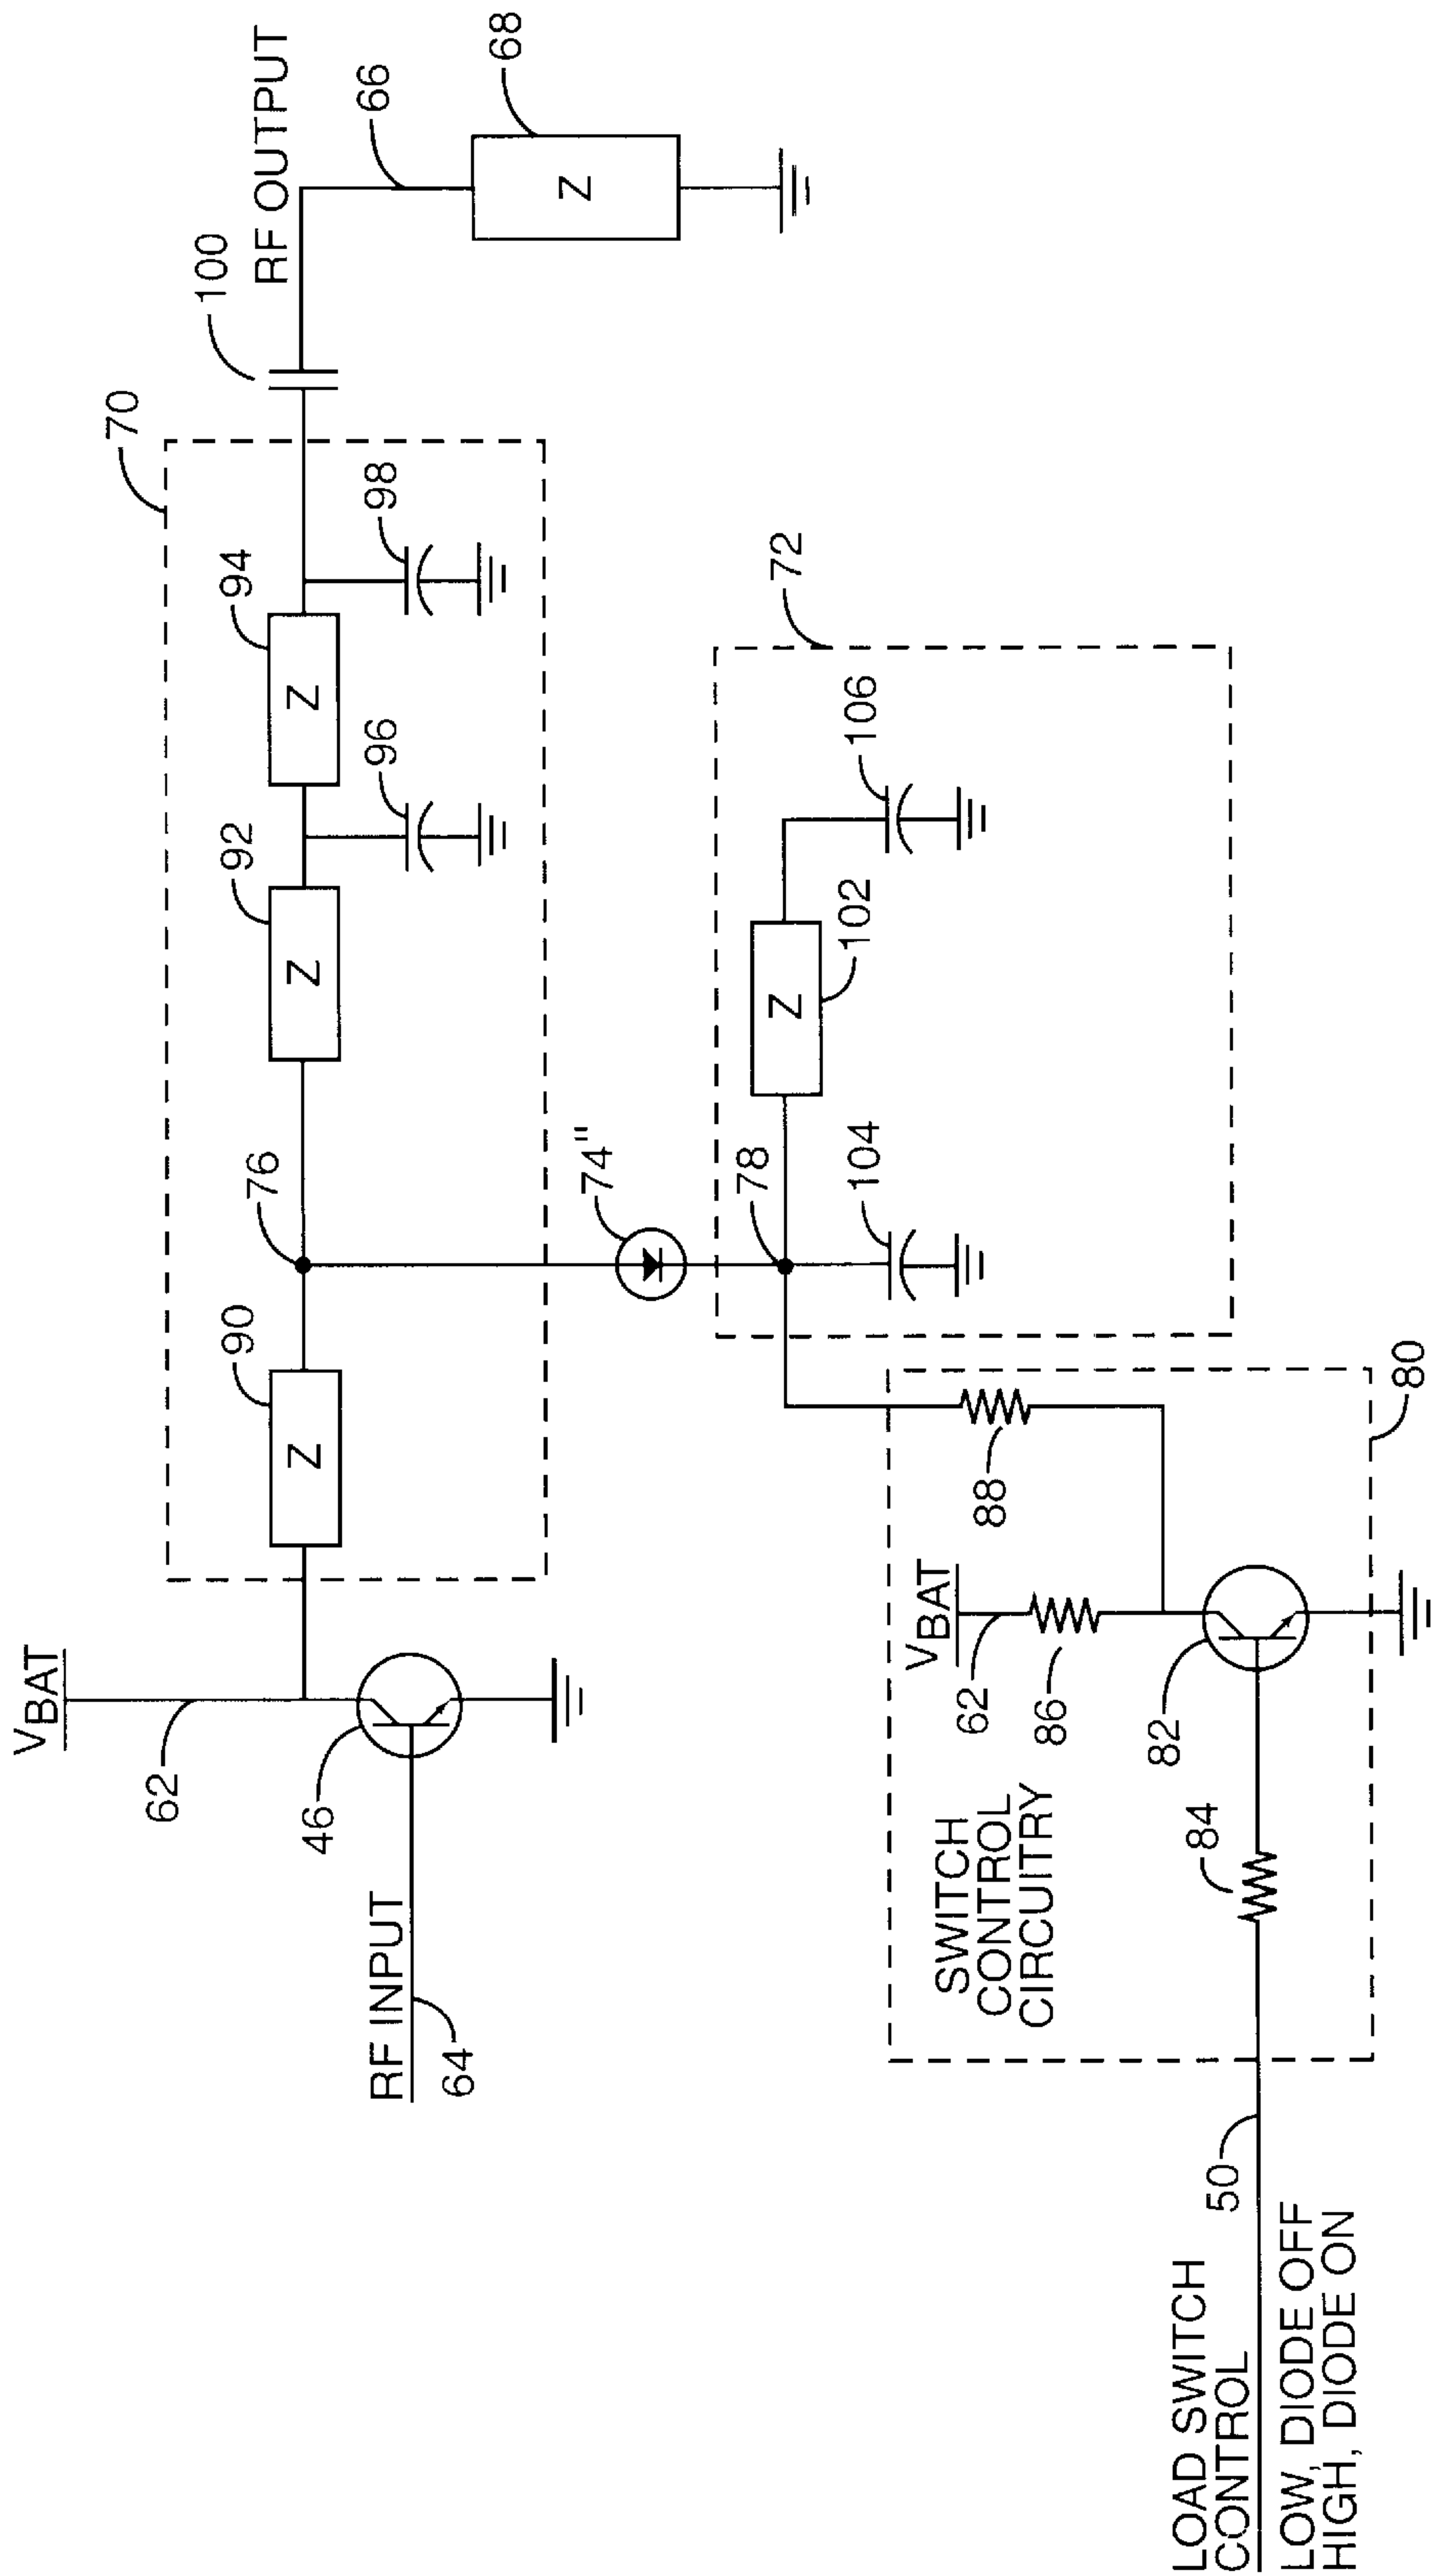 V_BAT
62
46
RF INPUT
64
70
90
Z
76
92
Z
94
Z
96
98
100
RF OUTPUT
66
68
Z
74"
72
78
102
Z
104
106
80
88
V_BAT
62
86
82
84
SWITCH
CONTROL
CIRCUITRY
50
LOAD SWITCH
CONTROL
LOW, DIODE OFF
HIGH, DIODE ON